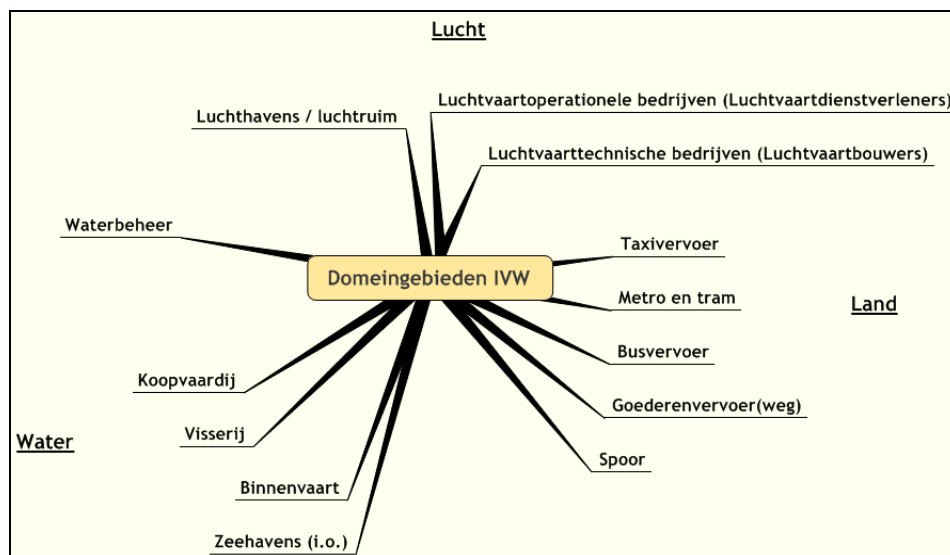 Lucht
Luchtvaartoperationele bedrijven (Luchtvaartdienstverleners)
Luchthavens / luchtruim
Luchtvaarttechnische bedrijven (Luchtvaartbouwers)
Waterbeheer
Taxivervoer
Domeingebieden IVW
Metro en tram
Land
Busvervoer
Koopvaardij
Goederenvervoer(weg)
Visserij
Water
Spoor
Binnenvaart
Zeehavens (i.o.)